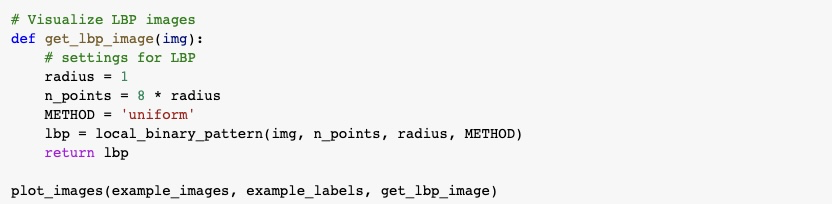 # Visualize LBP images
def get_lbp_image(img):
    # settings for LBP
    radius = 1
    n_points = 8 * radius
    METHOD = 'uniform'
    lbp = local_binary_pattern(img, n_points, radius, METHOD)
    return lbp

plot_images(example_images, example_labels, get_lbp_image)